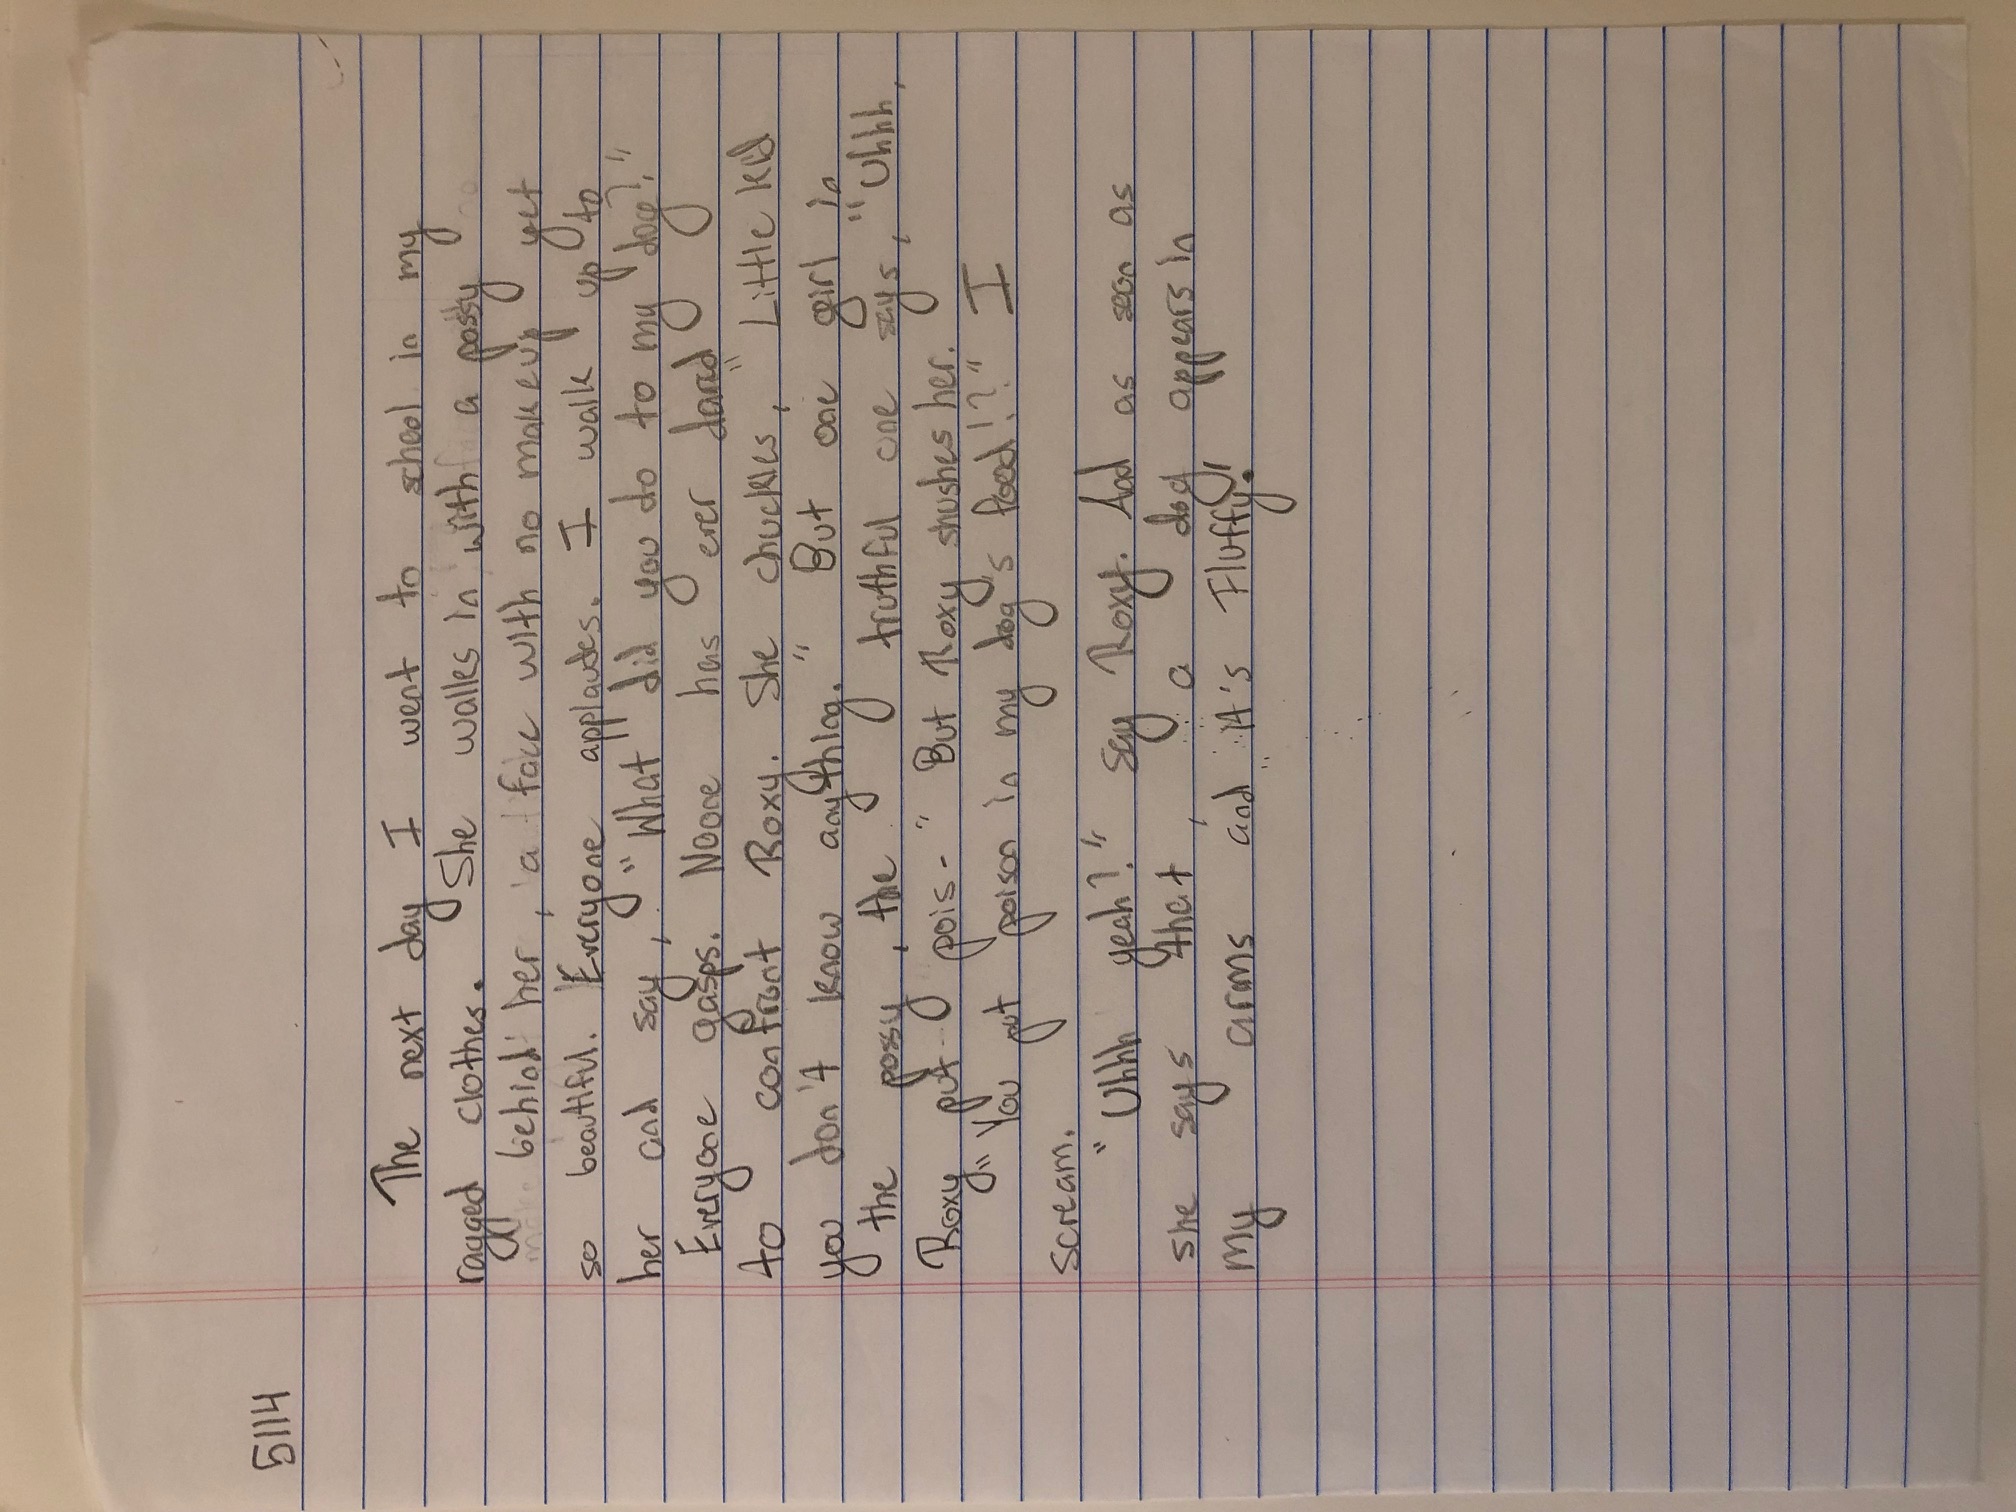 5114
The next day I went to school in my
ragged clothes. She walks in with a possy
behind her, a face with no makeup yet
so beautiful. Everyone applaudes. I walk up to
her and say, "What did you do to my dog?"
Everyone gasps. Noone has ever dared
to confront Roxy. She chuckles, "Little kid
you don't know anything." But one girl in
the possy, the truthful one says, "Uhhh,
Roxy put pois-" But Roxy shushes her.
"You put poison in my dog's food!?" I
scream.
"Uhhh yeah?" say Roxy. And as soon as
she says that, a dog appears in
my arms and it's Fluffy!